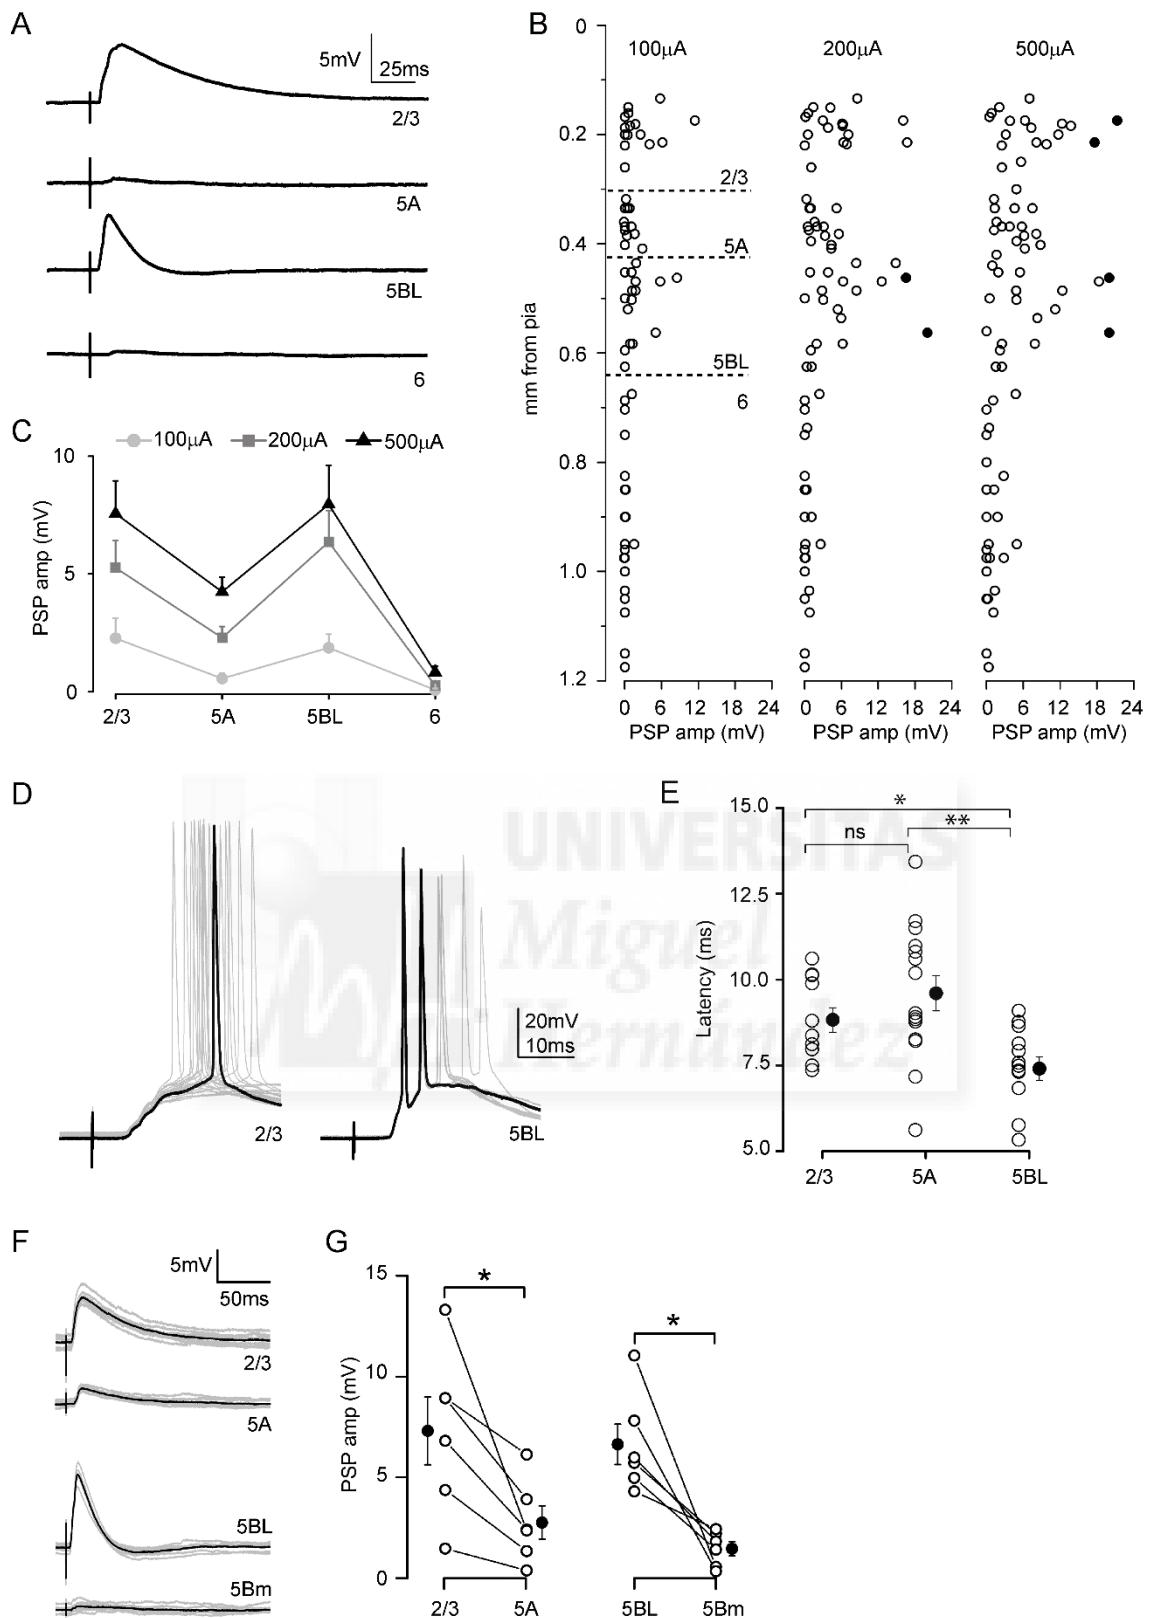 A
5mV
25ms
2/3
5A
5BL
6
B
100µA
200µA
500µA
0
0.2
0.4
0.6
0.8
1.0
1.2
mm from pia
2/3
5A
5BL
6
0 6 12 18 24
0 6 12 18 24
0 6 12 18 24
PSP amp (mV)
PSP amp (mV)
PSP amp (mV)
C
100µA
200µA
500µA
10
5
0
PSP amp (mV)
2/3 5A 5BL 6
D
20mV
10ms
2/3
5BL
UNIVERSITAS
Miguel
Hernández
E
15.0
12.5
10.0
7.5
5.0
Latency (ms)
*
**
ns
2/3 5A 5BL
F
5mV
50ms
2/3
5A
5BL
5Bm
G
15
10
5
0
PSP amp (mV)
*
*
2/3 5A 5BL 5Bm